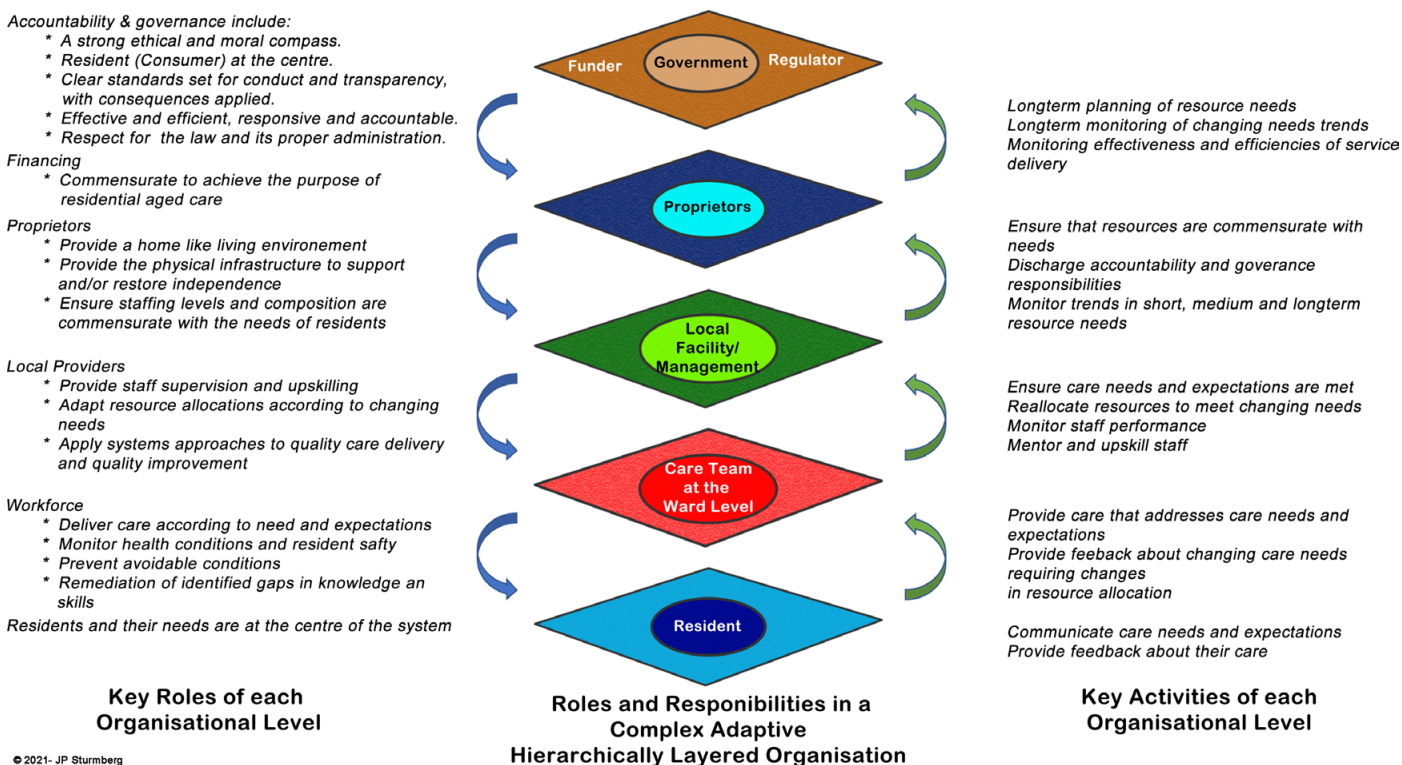 Accountability & governance include:
* A strong ethical and moral compass.
* Resident (Consumer) at the centre.
* Clear standards set for conduct and transparency,
with consequences applied.
* Effective and efficient, responsive and accountable.
* Respect for the law and its proper administration.
Financing
* Commensurate to achieve the purpose of
residential aged care
Proprietors
* Provide a home like living environement
* Provide the physical infrastructure to support
and/or restore independence
* Ensure staffing levels and composition are
commensurate with the needs of residents
Local Providers
* Provide staff supervision and upskilling
* Adapt resource allocations according to changing
needs
* Apply systems approaches to quality care delivery
and quality improvement
Workforce
* Deliver care according to need and expectations
* Monitor health conditions and resident safty
* Prevent avoidable conditions
* Remediation of identified gaps in knowledge an
skills
Residents and their needs are at the centre of the system
Key Roles of each
Organisational Level
© 2021- JP Sturmberg
Funder
Government
Regulator
Proprietors
Local
Facility/
Management
Care Team
at the
Ward Level
Resident
Roles and Responibilities in a
Complex Adaptive
Hierarchically Layered Organisation
Longterm planning of resource needs
Longterm monitoring of changing needs trends
Monitoring effectiveness and efficiencies of service
delivery
Ensure that resources are commensurate with
needs
Discharge accountability and goverance
responsibilities
Monitor trends in short, medium and longterm
resource needs
Ensure care needs and expectations are met
Reallocate resources to meet changing needs
Monitor staff performance
Mentor and upskill staff
Provide care that addresses care needs and
expectations
Provide feeback about changing care needs
requiring changes
in resource allocation
Communicate care needs and expectations
Provide feedback about their care
Key Activities of each
Organisational Level